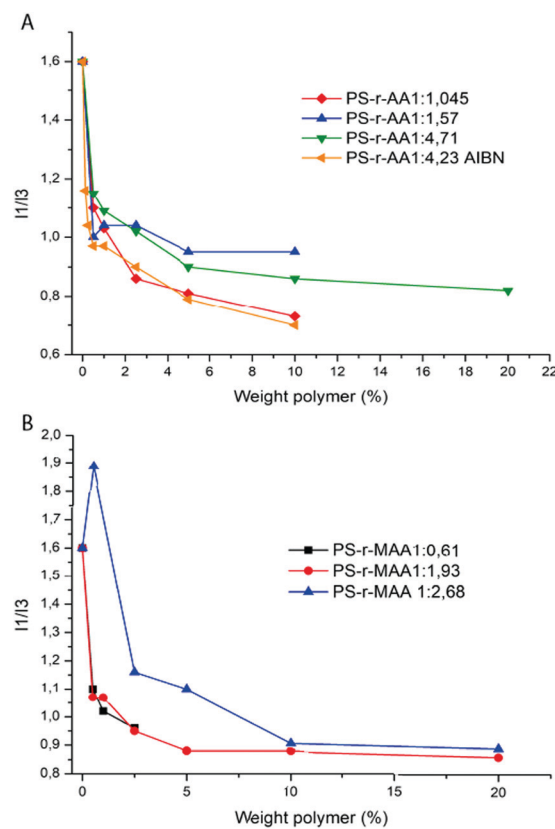 A
1,6
1,4
1,2
1,0
0,8
0,6
I1/I3
PS-r-AA1:1,045
PS-r-AA1:1,57
PS-r-AA1:4,71
PS-r-AA1:4,23 AIBN
0 2 4 6 8 10 12 14 16 18 20 22
Weight polymer (%)
B
2,0
1,9
1,8
1,7
1,6
1,5
1,4
1,3
1,2
1,1
1,0
0,9
0,8
I1/I3
PS-r-MAA1:0,61
PS-r-MAA1:1,93
PS-r-MAA 1:2,68
0 5 10 15 20
Weight polymer (%)